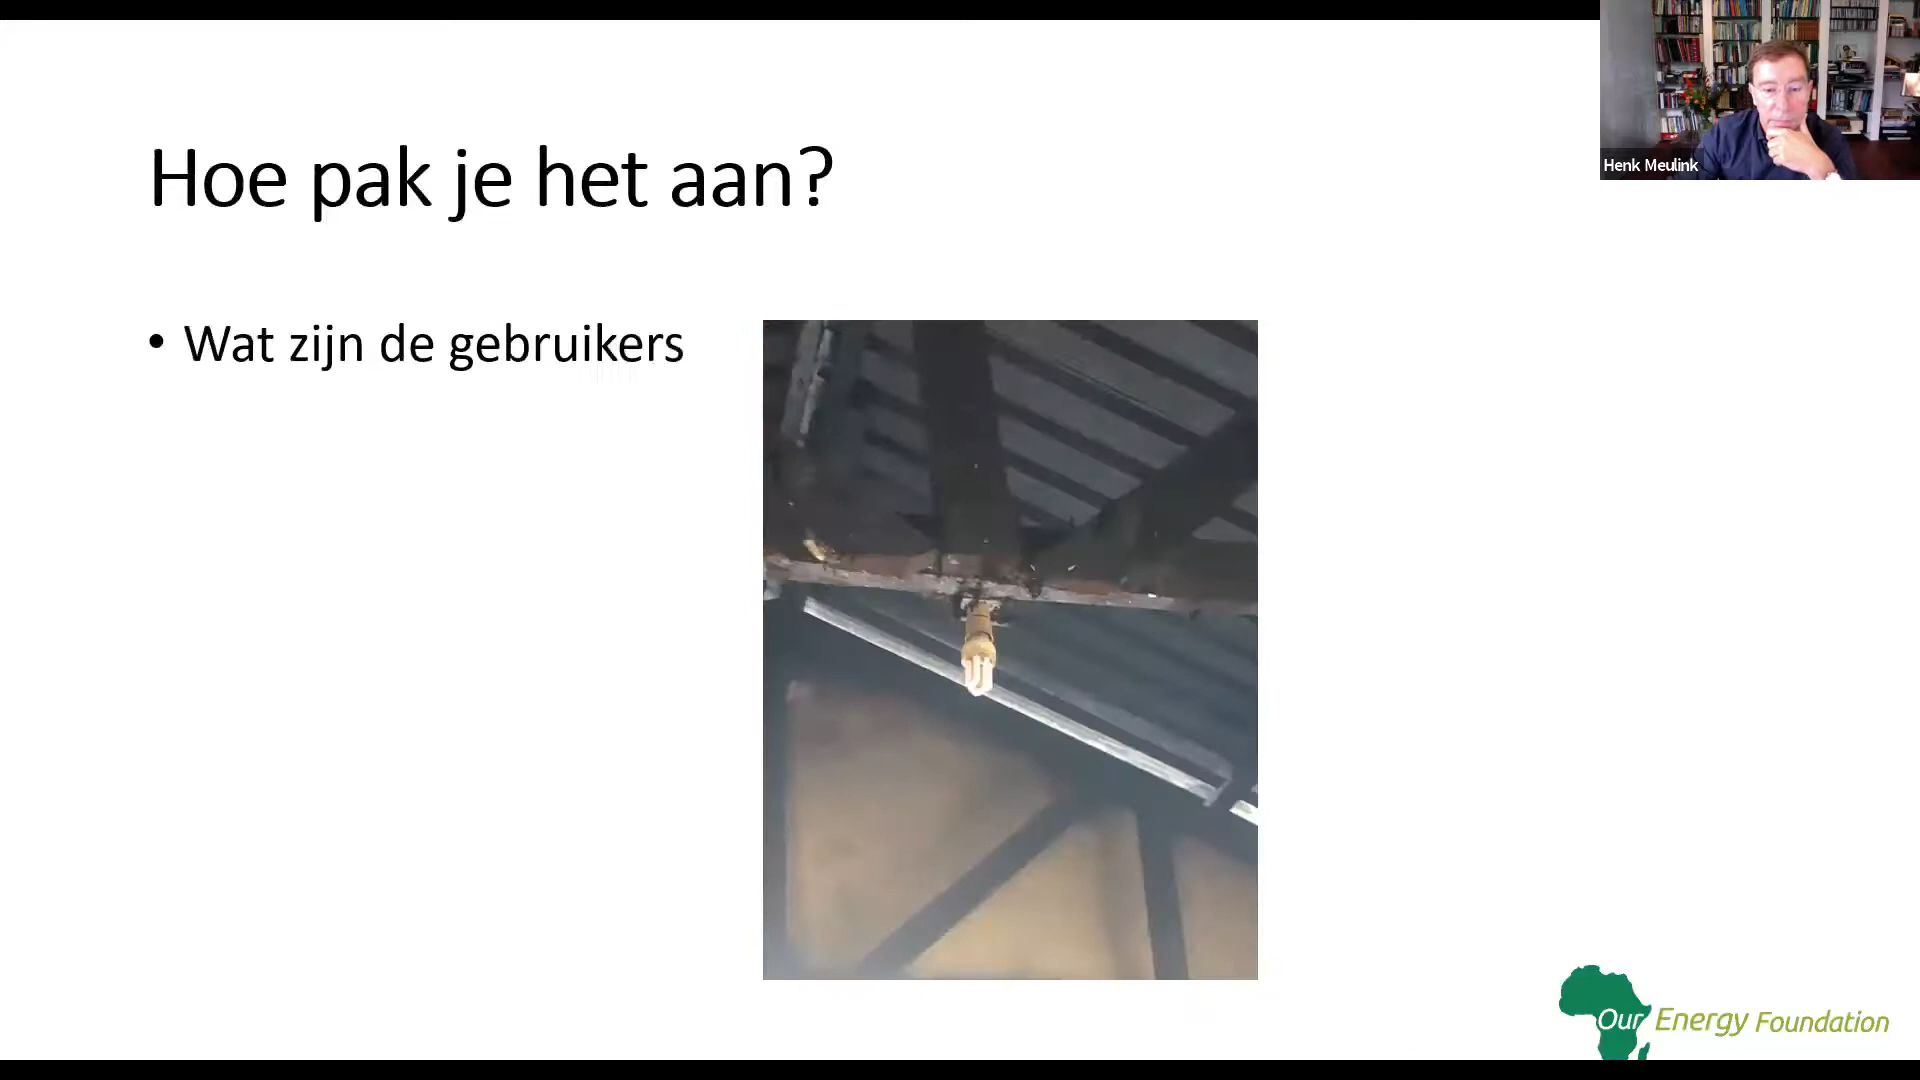 Hoe pak je het aan?
• Wat zijn de gebruikers
Henk Meulink
Our Energy Foundation